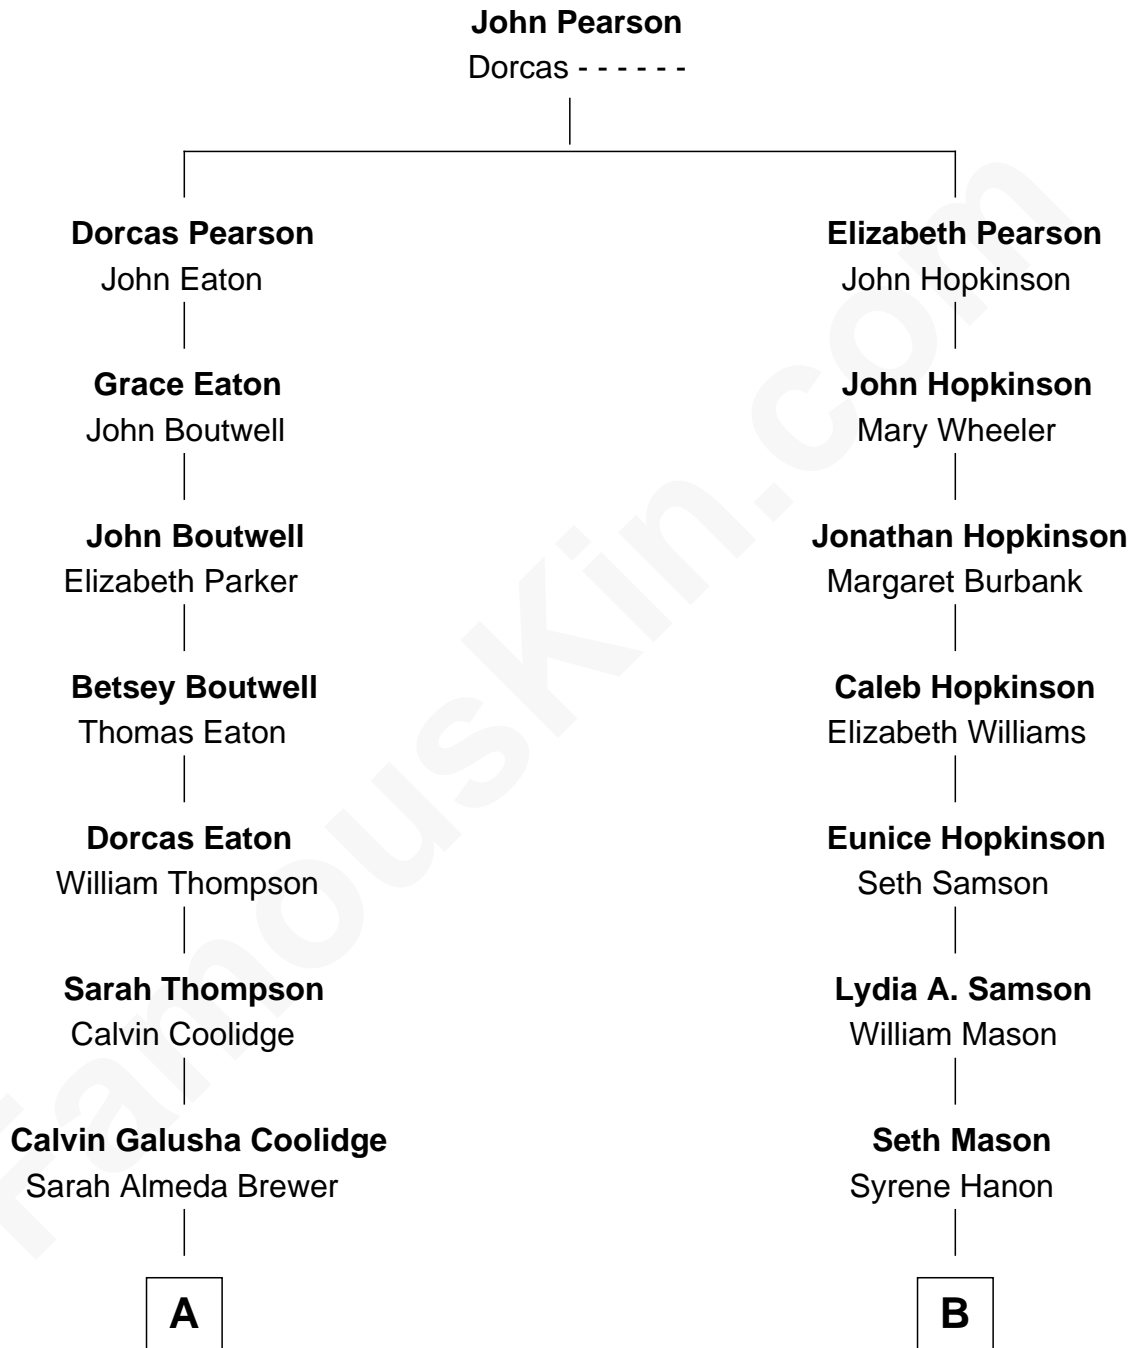 John Pearson
Dorcas - - - - - -
Dorcas Pearson
John Eaton
Elizabeth Pearson
John Hopkinson
Grace Eaton
John Boutwell
John Hopkinson
Mary Wheeler
John Boutwell
Elizabeth Parker
Jonathan Hopkinson
Margaret Burbank
Betsey Boutwell
Thomas Eaton
Caleb Hopkinson
Elizabeth Williams
Dorcas Eaton
William Thompson
Eunice Hopkinson
Seth Samson
Sarah Thompson
Calvin Coolidge
Lydia A. Samson
William Mason
Calvin Galusha Coolidge
Sarah Almeda Brewer
Seth Mason
Syrene Hanon
A
B
FamousKin.com